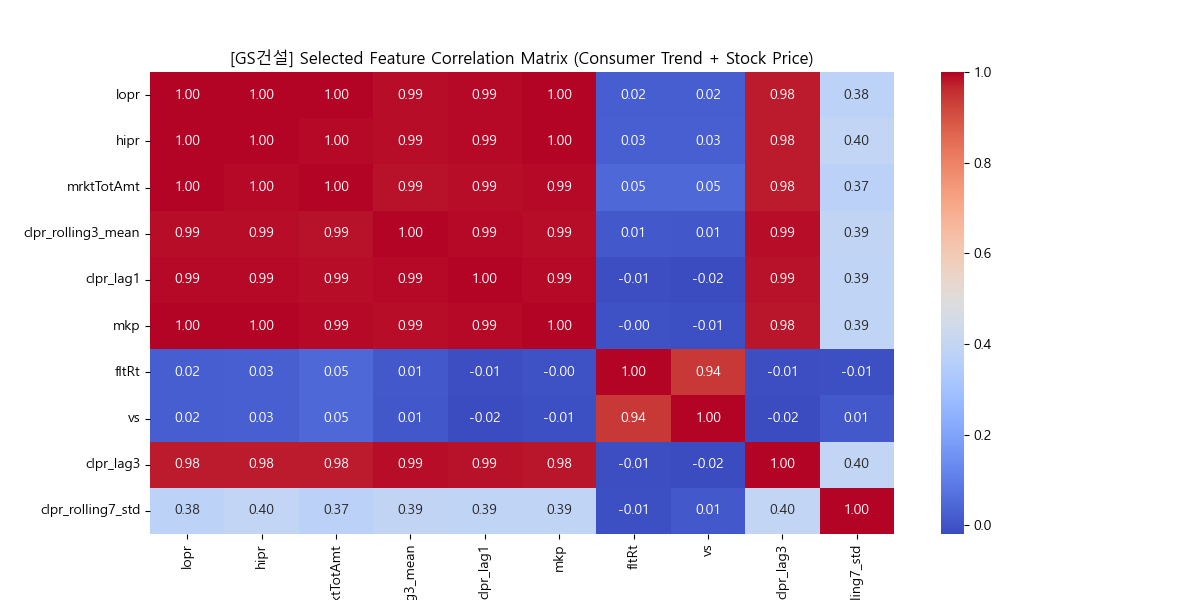 [GS건설] Selected Feature Correlation Matrix (Consumer Trend + Stock Price)
lopr 1.00 1.00 1.00 0.99 0.99 1.00 0.02 0.02 0.98 0.38
hipr 1.00 1.00 1.00 0.99 0.99 1.00 0.03 0.03 0.98 0.40
mrktTotAmt 1.00 1.00 1.00 0.99 0.99 0.99 0.05 0.05 0.98 0.37
clpr_rolling3_mean 0.99 0.99 0.99 1.00 0.99 0.99 0.01 0.01 0.99 0.39
clpr_lag1 0.99 0.99 0.99 0.99 1.00 0.99 -0.01 -0.02 0.99 0.39
mkp 1.00 1.00 0.99 0.99 0.99 1.00 -0.00 -0.01 0.98 0.39
fltRt 0.02 0.03 0.05 0.01 -0.01 -0.00 1.00 0.94 -0.01 -0.01
vs 0.02 0.03 0.05 0.01 -0.02 -0.01 0.94 1.00 -0.02 0.01
clpr_lag3 0.98 0.98 0.98 0.99 0.99 0.98 -0.01 -0.02 1.00 0.40
clpr_rolling7_std 0.38 0.40 0.37 0.39 0.39 0.39 -0.01 0.01 0.40 1.00
lopr hipr ktTotAmt g3_mean clpr_lag1 mkp fltRt vs clpr_lag3 lling7_std
1.0
0.8
0.6
0.4
0.2
0.0